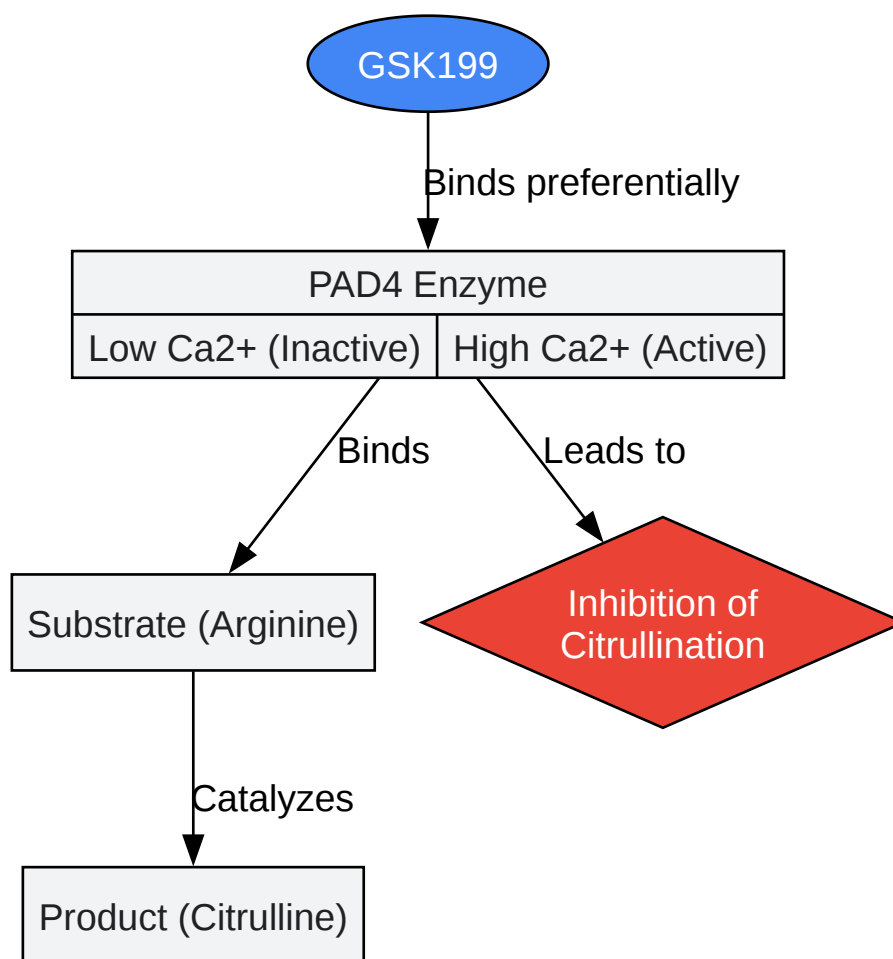 GSK199
Binds preferentially
PAD4 Enzyme
Low Ca2+ (Inactive)
High Ca2+ (Active)
Binds
Leads to
Substrate (Arginine)
Inhibition of
Citrullination
Catalyzes
Product (Citrulline)